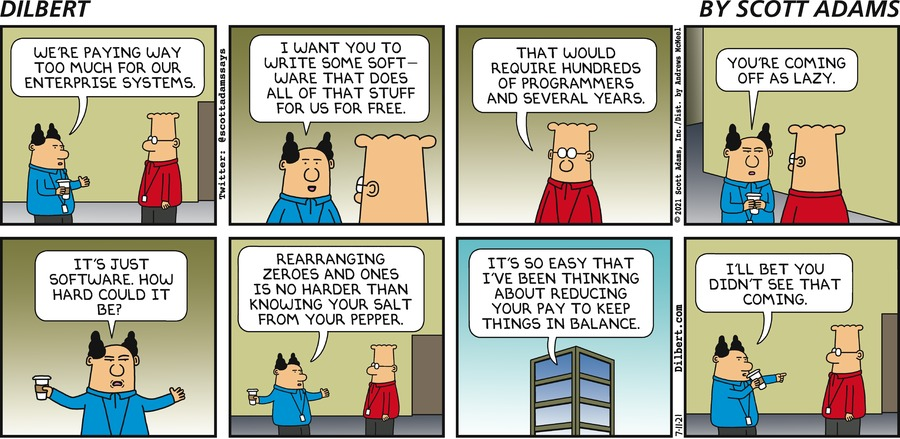 DILBERT
BY SCOTT ADAMS
WE'RE PAYING WAY
TOO MUCH FOR OUR
ENTERPRISE SYSTEMS.
Twitter: @scottadamssays
I WANT YOU TO
WRITE SOME SOFT-
WARE THAT DOES
ALL OF THAT STUFF
FOR US FOR FREE.
THAT WOULD
REQUIRE HUNDREDS
OF PROGRAMMERS
AND SEVERAL YEARS.
© 2021 Scott Adams, Inc./Dist. by Andrews McMeel
YOU'RE COMING
OFF AS LAZY.
IT'S JUST
SOFTWARE. HOW
HARD COULD IT
BE?
REARRANGING
ZEROES AND ONES
IS NO HARDER THAN
KNOWING YOUR SALT
FROM YOUR PEPPER.
IT'S SO EASY THAT
I'VE BEEN THINKING
ABOUT REDUCING
YOUR PAY TO KEEP
THINGS IN BALANCE.
7-11-21 Dilbert.com
I'LL BET YOU
DIDN'T SEE THAT
COMING.